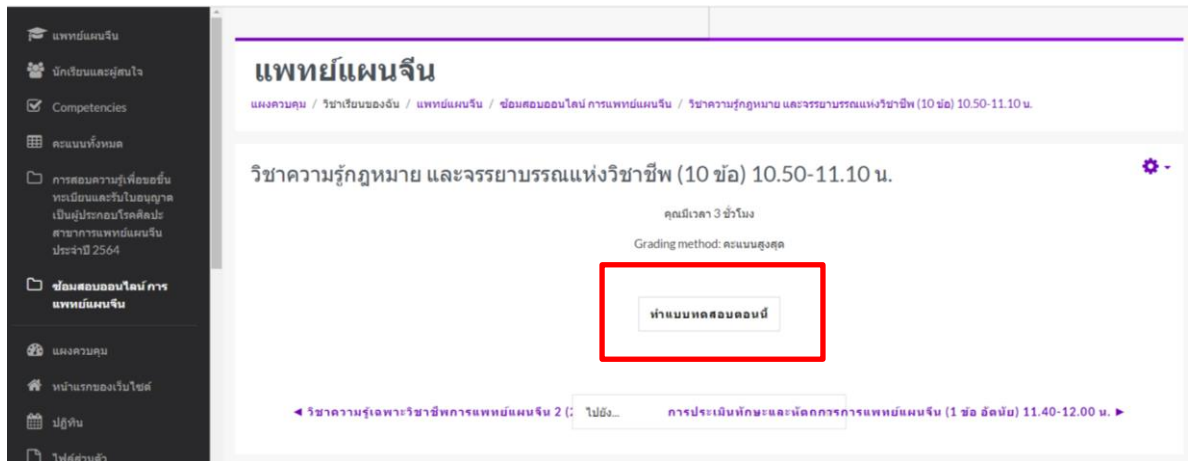 แพทย์แผนจีน
นักเรียนและผู้สนใจ
Competencies
คะแนนทั้งหมด
การสอบความรู้เพื่อขอขึ้น
ทะเบียนและรับใบอนุญาต
เป็นผู้ประกอบโรคศิลปะ
สาขาการแพทย์แผนจีน
ประจำปี 2564
ซ้อมสอบออนไลน์ การ
แพทย์แผนจีน
แผงควบคุม
หน้าแรกของเว็บไซต์
ปฏิทิน
ไฟล์ส่วนตัว
แพทย์แผนจีน
แผงควบคุม / วิชาเรียนของฉัน / แพทย์แผนจีน / ซ้อมสอบออนไลน์ การแพทย์แผนจีน / วิชาความรู้กฎหมาย และจรรยาบรรณแห่งวิชาชีพ (10 ข้อ) 10.50-11.10 น.
วิชาความรู้กฎหมาย และจรรยาบรรณแห่งวิชาชีพ (10 ข้อ) 10.50-11.10 น.
คุณมีเวลา 3 ชั่วโมง
Grading method: คะแนนสูงสุด
ทำแบบทดสอบตอนนี้
◄ วิชาความรู้เฉพาะวิชาชีพการแพทย์แผนจีน 2 (2 ไปยัง... การประเมินทักษะและหัตถการการแพทย์แผนจีน (1 ข้อ อัตนัย) 11.40-12.00 น. ►